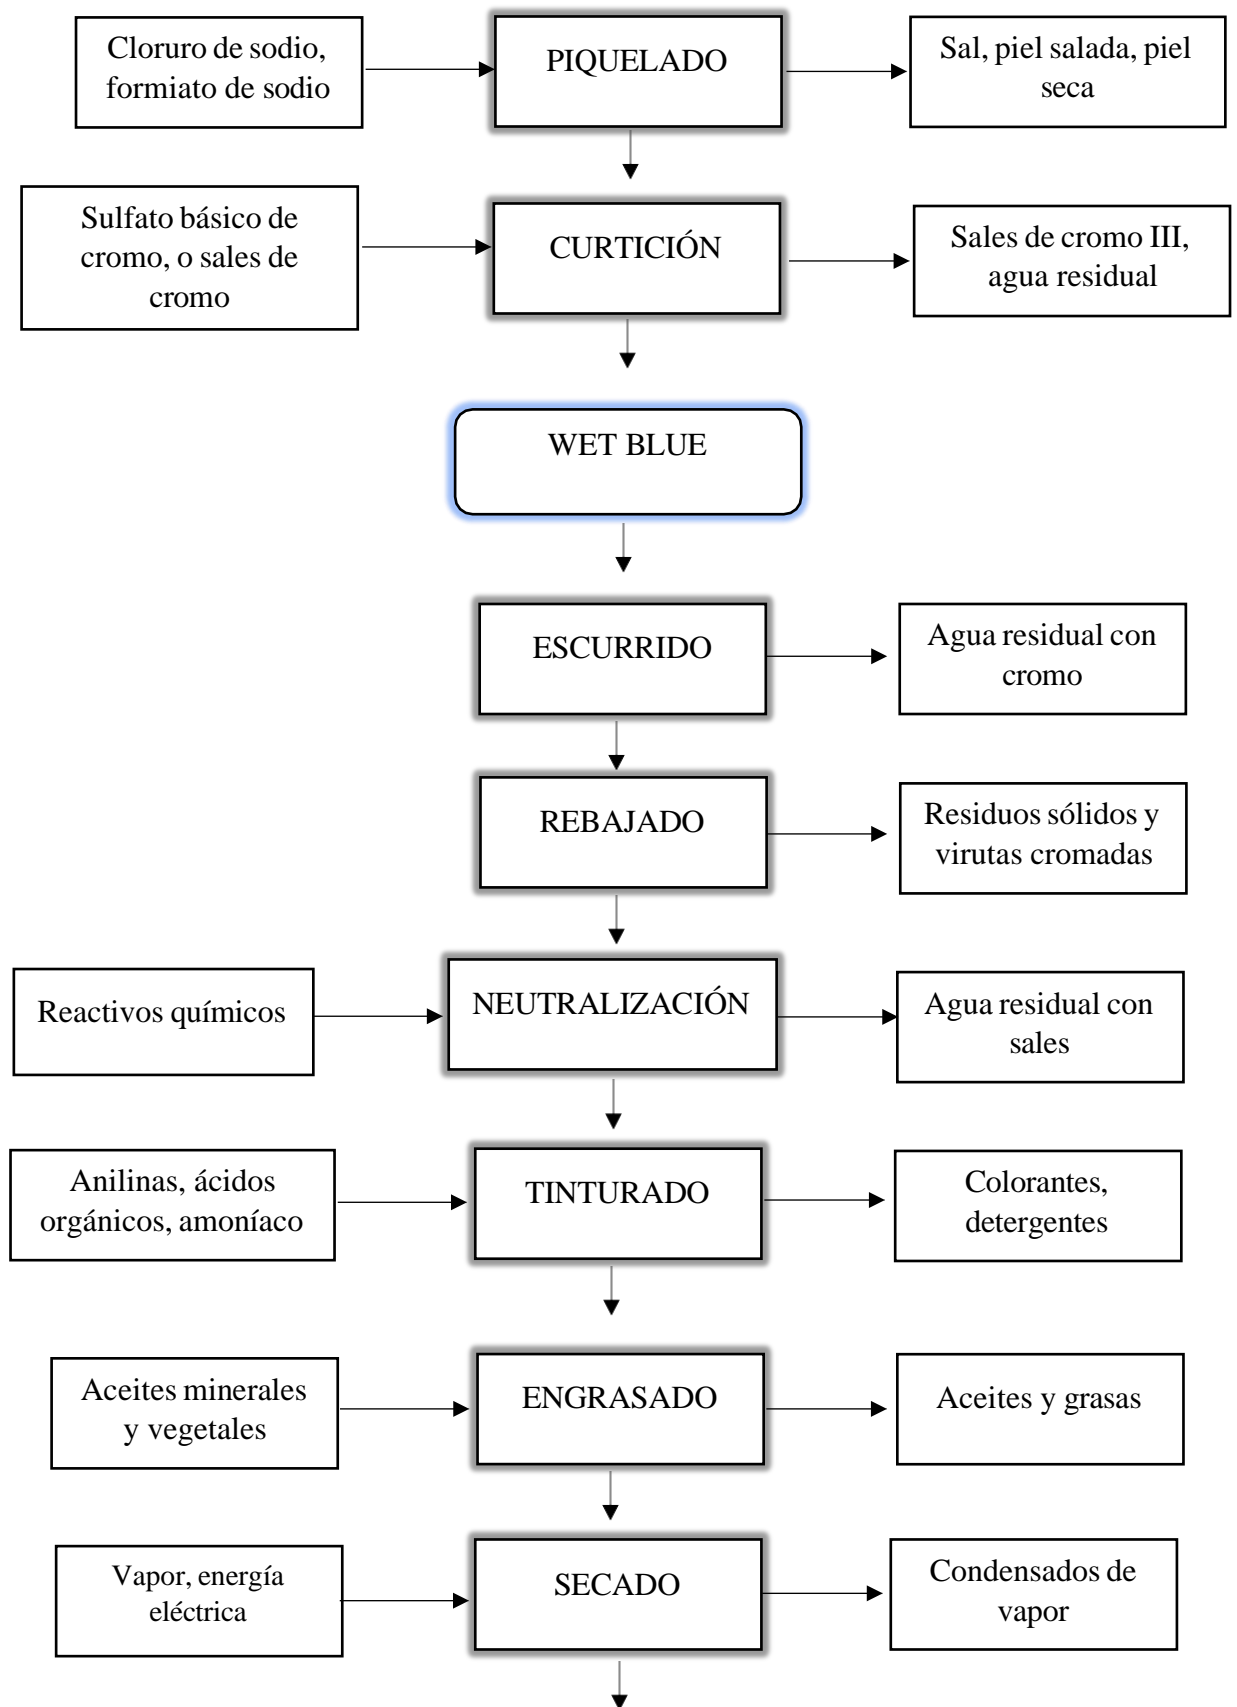 Cloruro de sodio,
formiato de sodio
PIQUELADO
Sal, piel salada, piel
seca
Sulfato básico de
cromo, o sales de
cromo
CURTICIÓN
Sales de cromo III,
agua residual
WET BLUE
ESCURRIDO
Agua residual con
cromo
REBAJADO
Residuos sólidos y
virutas cromadas
Reactivos químicos
NEUTRALIZACIÓN
Agua residual con
sales
Anilinas, ácidos
orgánicos, amoníaco
TINTURADO
Colorantes,
detergentes
Aceites minerales
y vegetales
ENGRASADO
Aceites y grasas
Vapor, energía
eléctrica
SECADO
Condensados de
vapor